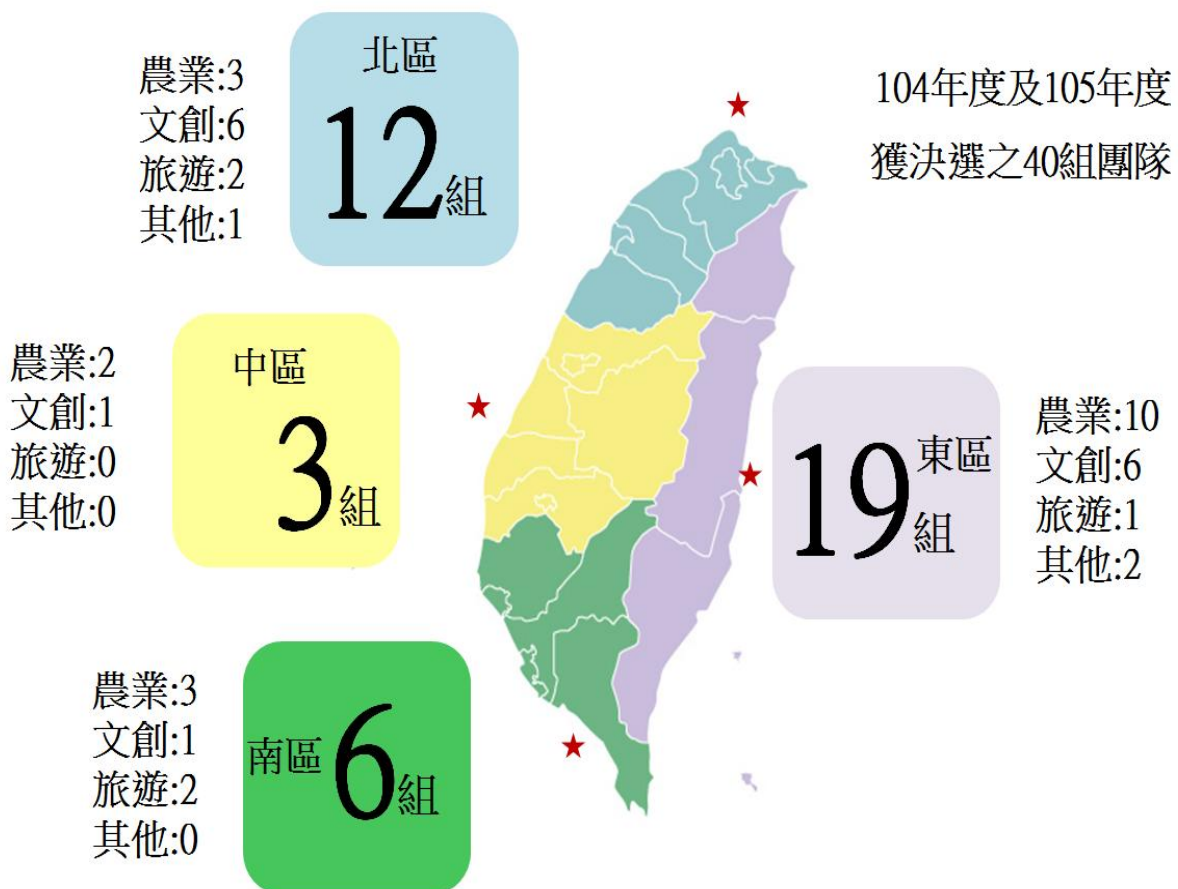 104年度及105年度
獲決選之40組團隊
農業:3
文創:6
旅遊:2
其他:1
北區
12組
農業:2
文創:1
旅遊:0
其他:0
中區
3組
東區
19組
農業:10
文創:6
旅遊:1
其他:2
農業:3
文創:1
旅遊:2
其他:0
南區6組